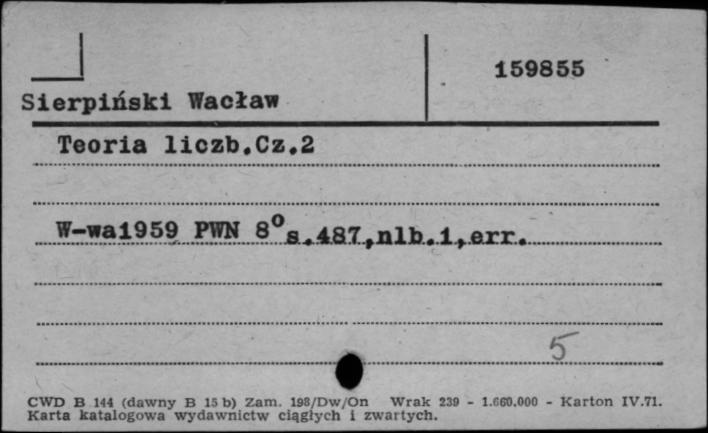 159855
Sierpiński Wacław
Teoria liczb.Cz.2
W-wa1959 PWN 8° s.487,nlb.1,err.
5
CWD B 144 (dawny B 15 b) Zam. 198/Dw/On Wrak 239 - 1.660.000 - Karton IV.71.
Karta katalogowa wydawnictw ciągłych i zwartych.